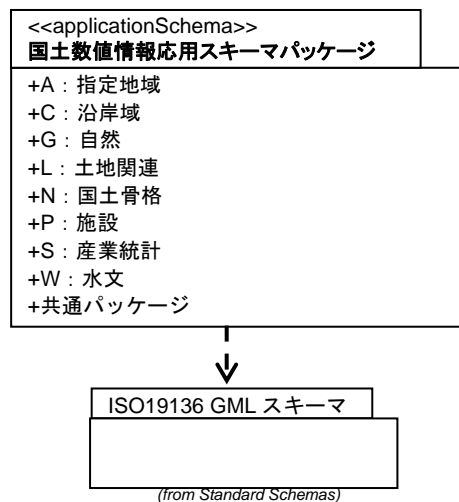 <<applicationSchema>>
国土数値情報応用スキーマパッケージ
+A：指定地域
+C：沿岸域
+G：自然
+L：土地関連
+N：国土骨格
+P：施設
+S：産業統計
+W：水文
+共通パッケージ
ISO19136 GML スキーマ
(from Standard Schemas)